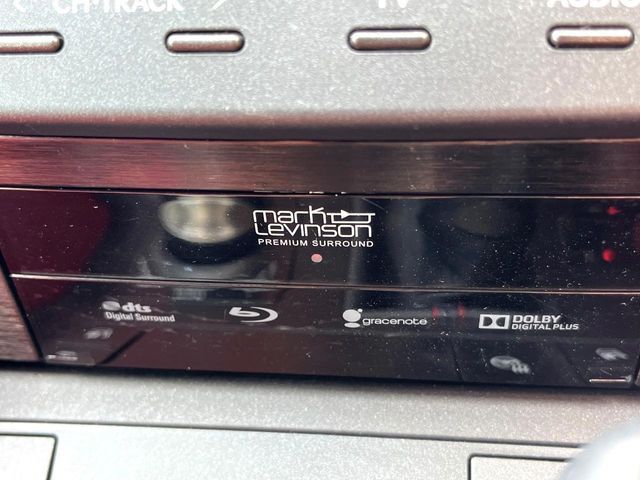 CH•TRACK
TV
AUDIO
mark
Levinson
PREMIUM SURROUND
dts
Digital Surround
gracenote
DOLBY
DIGITAL PLUS